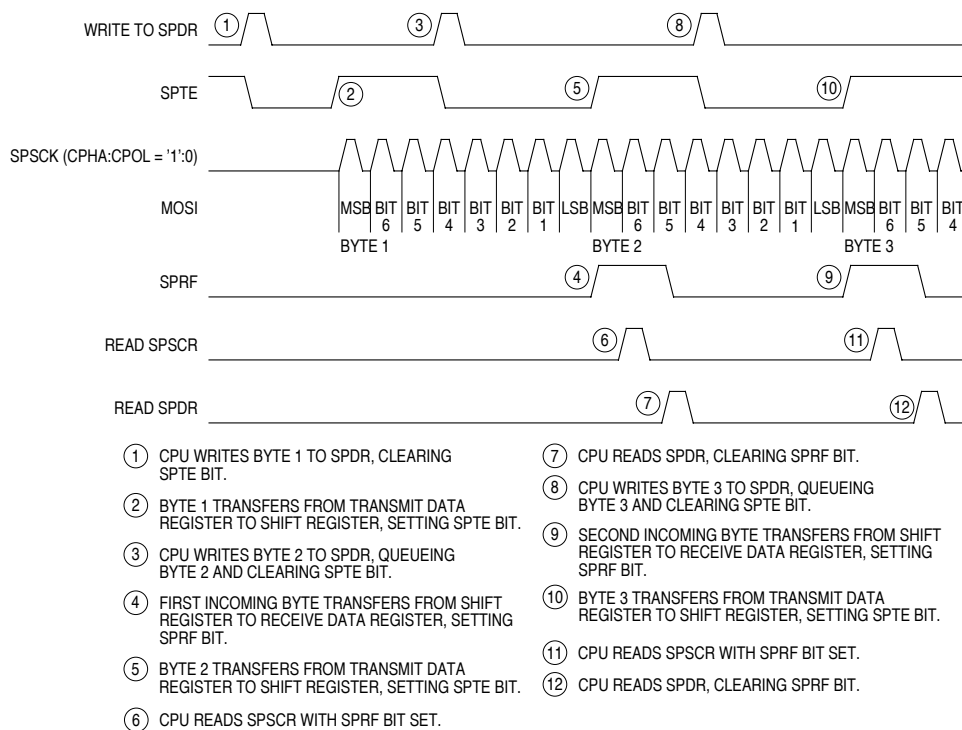 WRITE TO SPDR 1 3 8
SPTE 2 5 10
SPSCK (CPHA:CPOL = '1':0)
MOSI MSB BIT 6 BIT 5 BIT 4 BIT 3 BIT 2 BIT 1 LSB MSB BIT 6 BIT 5 BIT 4 BIT 3 BIT 2 BIT 1 LSB MSB BIT 6 BIT 5 BIT 4
BYTE 1 BYTE 2 BYTE 3
SPRF 4 9
READ SPSCR 6 11
READ SPDR 7 12
1 CPU WRITES BYTE 1 TO SPDR, CLEARING
SPTE BIT.
2 BYTE 1 TRANSFERS FROM TRANSMIT DATA
REGISTER TO SHIFT REGISTER, SETTING SPTE BIT.
3 CPU WRITES BYTE 2 TO SPDR, QUEUEING
BYTE 2 AND CLEARING SPTE BIT.
4 FIRST INCOMING BYTE TRANSFERS FROM SHIFT
REGISTER TO RECEIVE DATA REGISTER, SETTING
SPRF BIT.
5 BYTE 2 TRANSFERS FROM TRANSMIT DATA
REGISTER TO SHIFT REGISTER, SETTING SPTE BIT.
6 CPU READS SPSCR WITH SPRF BIT SET.
7 CPU READS SPDR, CLEARING SPRF BIT.
8 CPU WRITES BYTE 3 TO SPDR, QUEUEING
BYTE 3 AND CLEARING SPTE BIT.
9 SECOND INCOMING BYTE TRANSFERS FROM SHIFT
REGISTER TO RECEIVE DATA REGISTER, SETTING
SPRF BIT.
10 BYTE 3 TRANSFERS FROM TRANSMIT DATA
REGISTER TO SHIFT REGISTER, SETTING SPTE BIT.
11 CPU READS SPSCR WITH SPRF BIT SET.
12 CPU READS SPDR, CLEARING SPRF BIT.